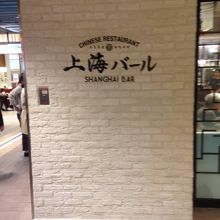 CHINESE RESTAURANT
上海バール
SHANGHAI BAR